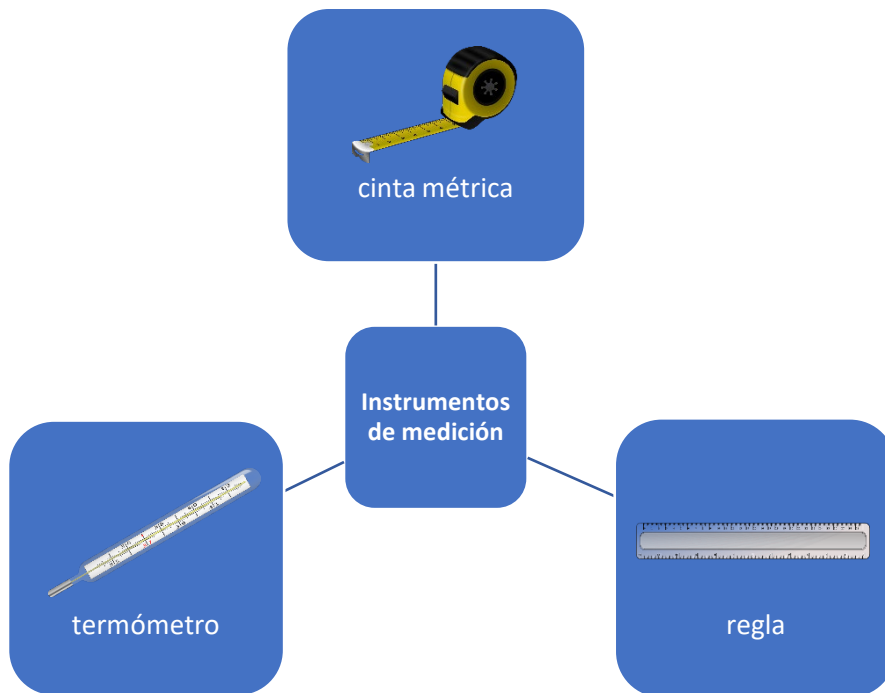 cinta métrica
Instrumentos
de medición
termómetro
regla